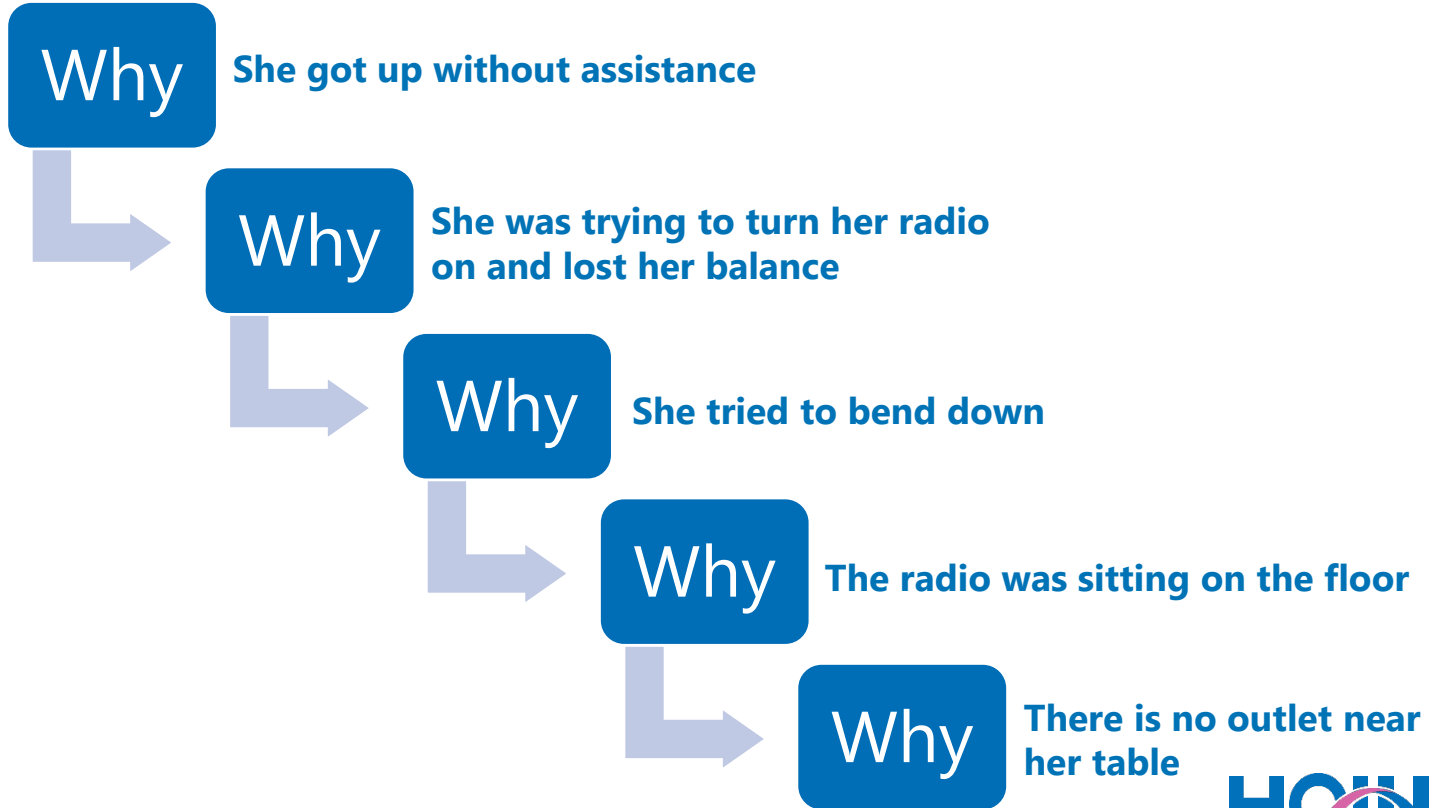 Why
She got up without assistance
Why
She was trying to turn her radio
on and lost her balance
Why
She tried to bend down
Why
The radio was sitting on the floor
Why
There is no outlet near
her table